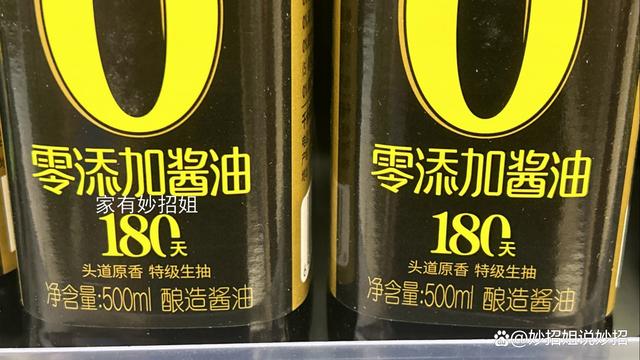 0
零添加酱油
180天
头道原香 特级生抽
净含量:500ml 酿造酱油
0
零添加酱油
180天
头道原香 特级生抽
净含量:500ml 酿造酱油
家有妙招姐
@妙招姐说妙招